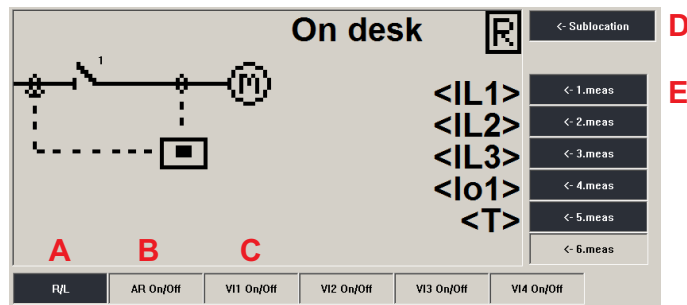 On desk R <- Sublocation D
1
M
<IL1> <- 1.meas E
<IL2> <- 2.meas
<IL3> <- 3.meas
<Io1> <- 4.meas
<T> <- 5.meas
<- 6.meas
A B C
R/L AR On/Off VI1 On/Off VI2 On/Off VI3 On/Off VI4 On/Off